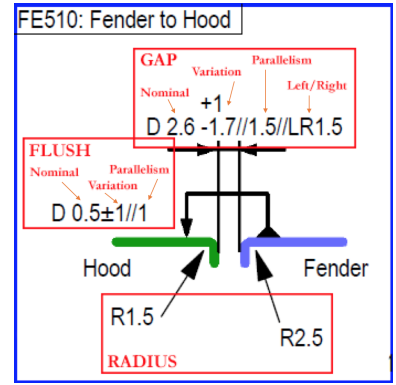 FE510: Fender to Hood
GAP
Parallelism
Variation
Left/Right
Nominal
+1
D 2.6 -1.7//1.5//LR1.5
FLUSH
Nominal
Parallelism
Variation
D 0.5±1//1
Hood
Fender
R1.5
R2.5
RADIUS